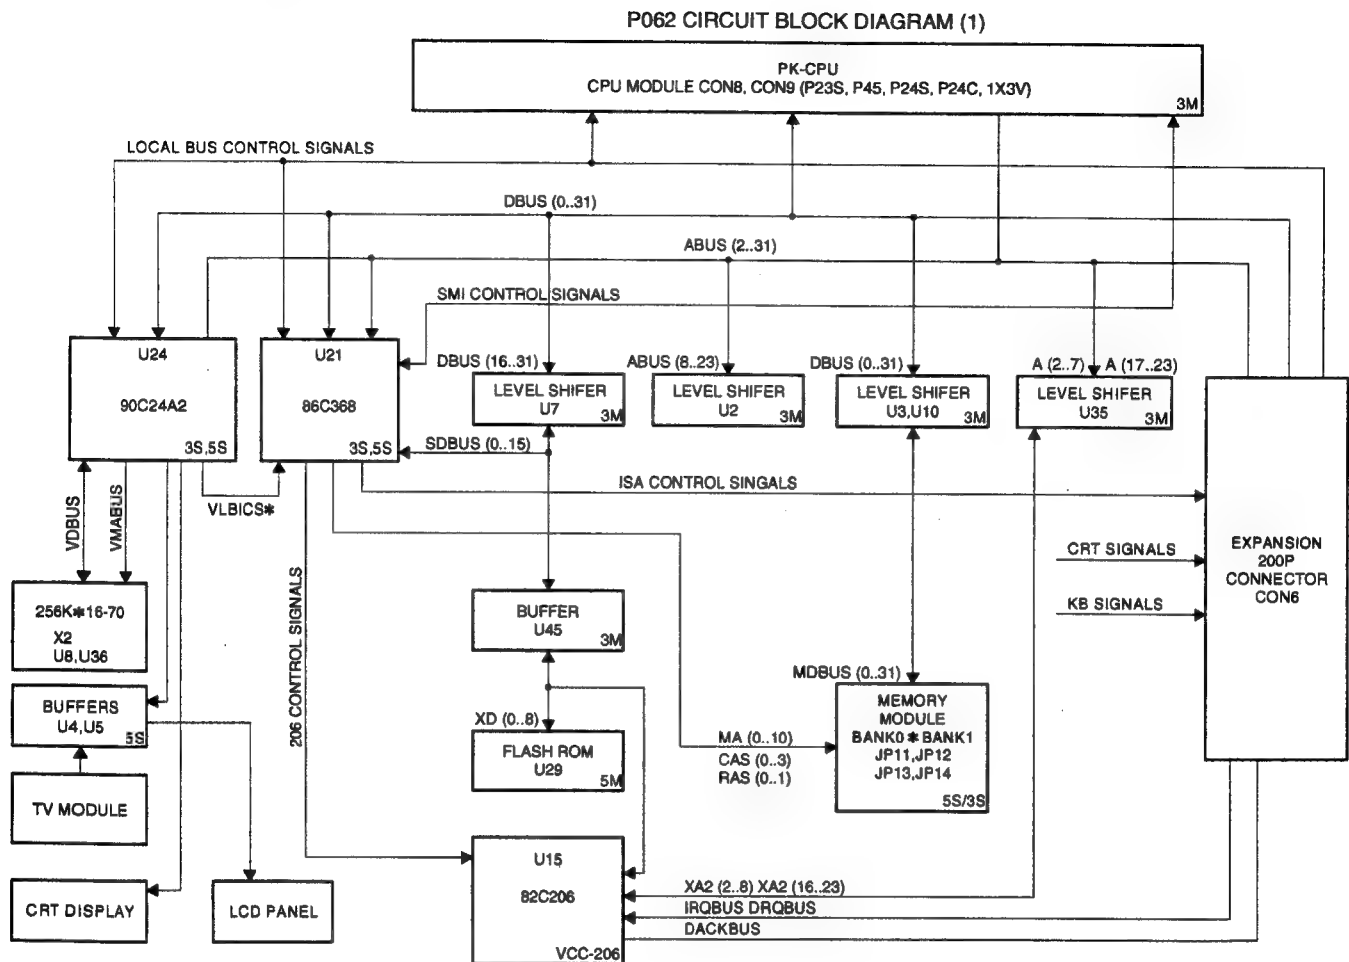 P062 CIRCUIT BLOCK DIAGRAM (1)
PK-CPU
CPU MODULE CON8, CON9 (P23S, P45, P24S, P24C, 1X3V)
3M
LOCAL BUS CONTROL SIGNALS
DBUS (0..31)
ABUS (2..31)
SMI CONTROL SIGNALS
U24
90C24A2
3S,5S
U21
86C368
3S,5S
DBUS (16..31)
LEVEL SHIFER
U7
3M
ABUS (8..23)
LEVEL SHIFER
U2
3M
DBUS (0..31)
LEVEL SHIFER
U3,U10
3M
A (2..7)
A (17..23)
LEVEL SHIFER
U35
3M
SDBUS (0..15)
VDBUS
VMABUS
VLBICS*
ISA CONTROL SINGALS
EXPANSION
200P
CONNECTOR
CON6
CRT SIGNALS
KB SIGNALS
256K*16-70
X2
U8,U36
206 CONTROL SIGNALS
BUFFER
U45
3M
BUFFERS
U4,U5
5S
XD (0..8)
FLASH ROM
U29
5M
MDBUS (0..31)
MEMORY
MODULE
BANK0 * BANK1
JP11,JP12
JP13,JP14
5S/3S
MA (0..10)
CAS (0..3)
RAS (0..1)
TV MODULE
U15
82C206
VCC-206
XA2 (2..8) XA2 (16..23)
IRQBUS DRQBUS
DACKBUS
CRT DISPLAY
LCD PANEL